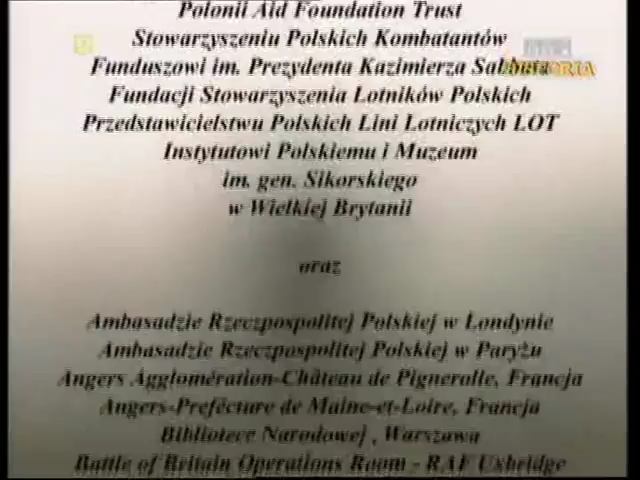 Polonii Aid Foundation Trust
Stowarzyszeniu Polskich Kombatantów
Funduszowi im. Prezydenta Kazimierza Sabbata
Fundacji Stowarzyszenia Lotników Polskich
Przedstawicielstwu Polskich Lini Lotniczych LOT
Instytutowi Polskiemu i Muzeum
im. gen. Sikorskiego
w Wielkiej Brytanii
oraz
Ambasadzie Rzeczpospolitej Polskiej w Londynie
Ambasadzie Rzeczpospolitej Polskiej w Paryżu
Angers Agglomération-Château de Pignerolle, Francja
Angers-Prefécture de Maine-et-Loire, Francja
Bibliotece Narodowej , Warszawa
Battle of Britain Operations Room - RAF Uxbridge
HISTORIA